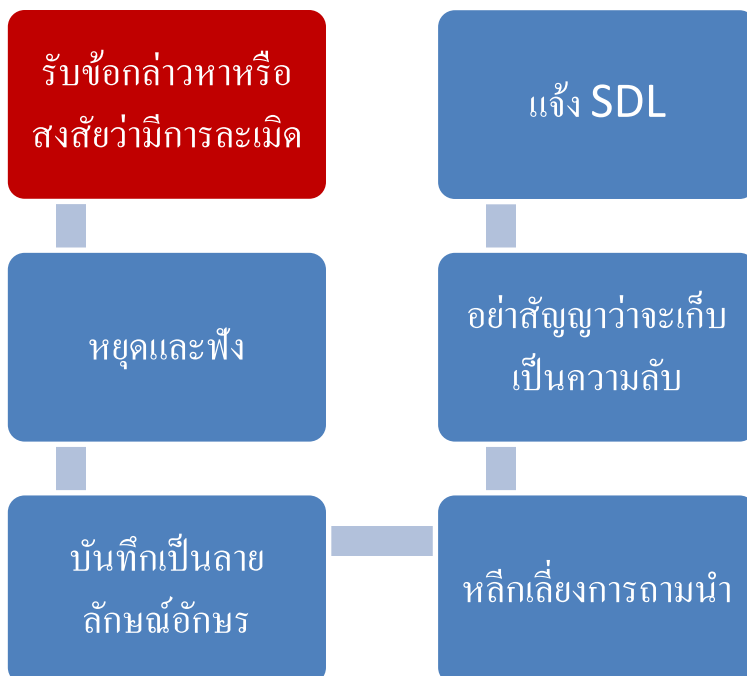 รับข้อกล่าวหาหรือ
สงสัยว่ามีการละเมิด
หยุดและฟัง
บันทึกเป็นลาย
ลักษณ์อักษร
หลีกเลี่ยงการถามนำ
อย่าสัญญาว่าจะเก็บ
เป็นความลับ
แจ้ง SDL